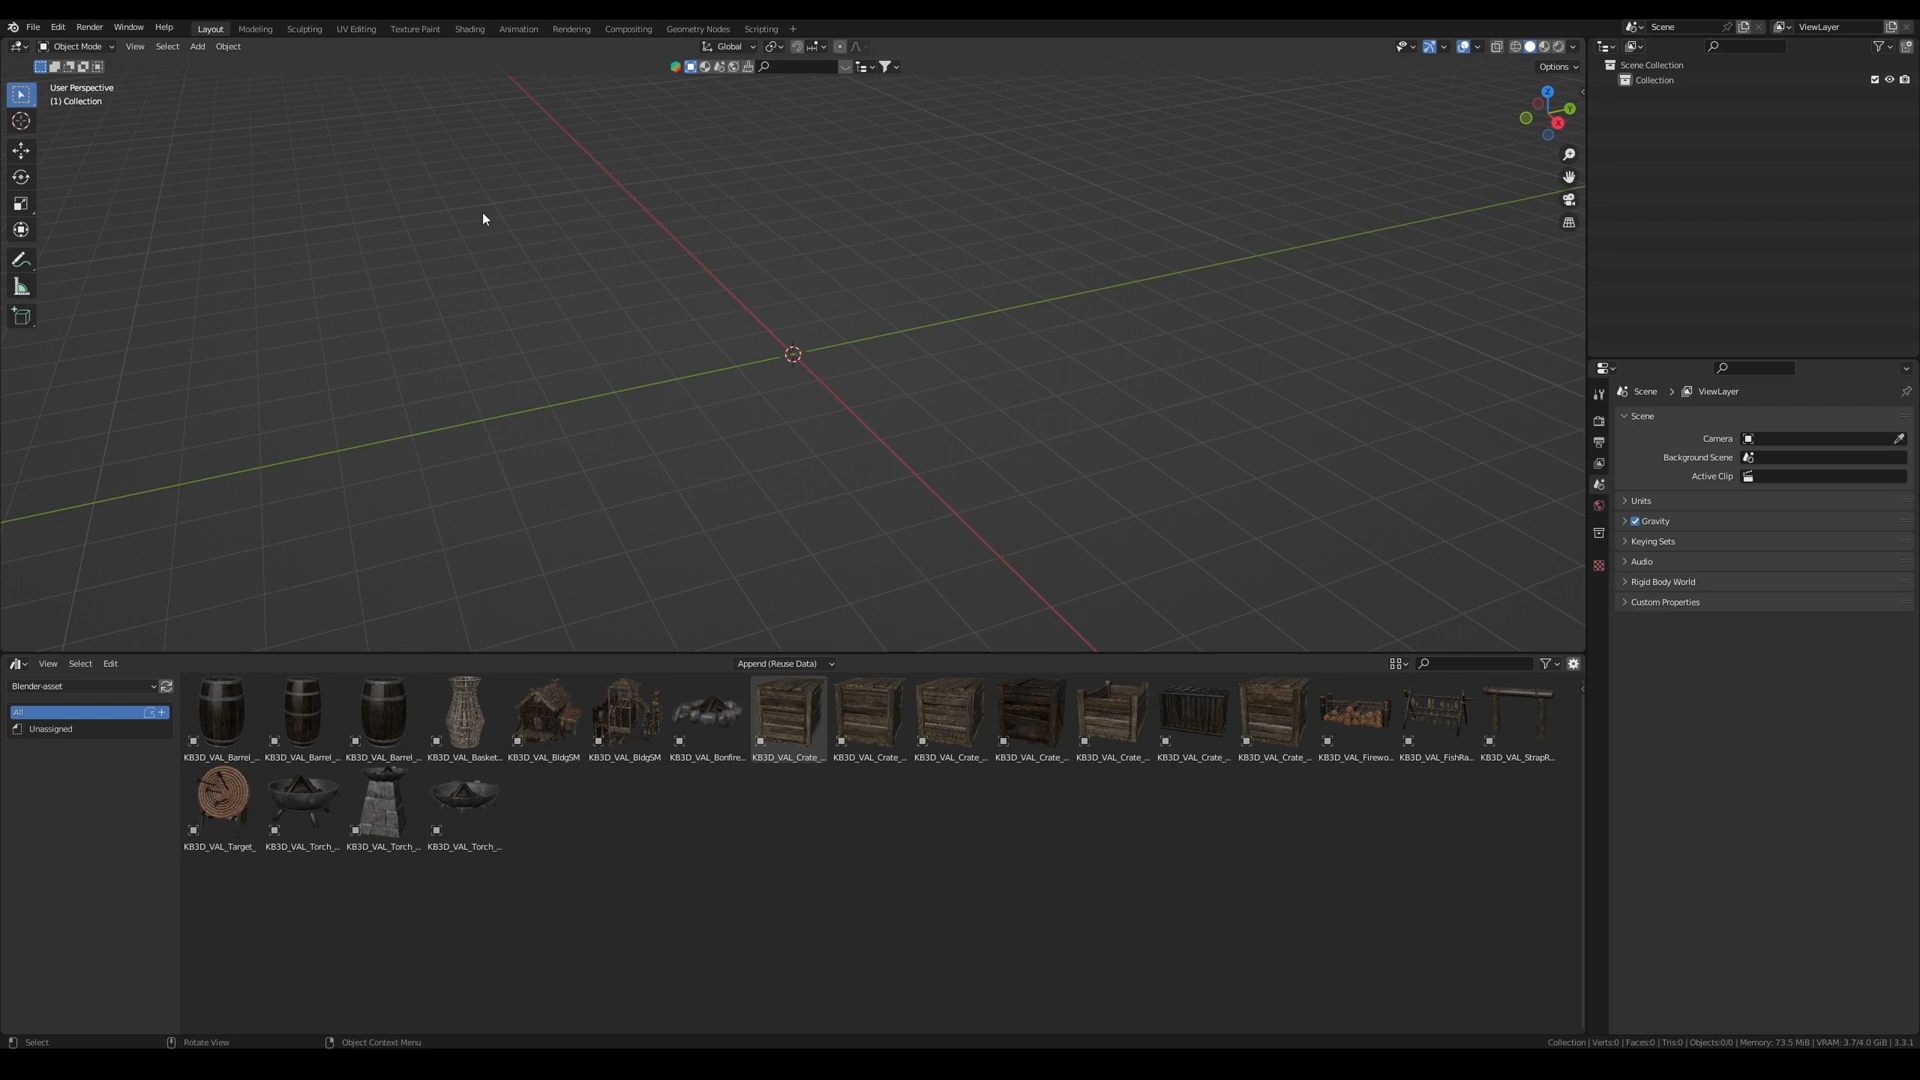 File Edit Render Window Help Layout Modeling Sculpting UV Editing Texture Paint Shading Animation Rendering Compositing Geometry Nodes Scripting + Scene ViewLayer
Object Mode View Select Add Object Global
Options
User Perspective
(1) Collection
Z
Y
X
Scene Collection
Collection
Scene > ViewLayer
Scene
Camera
Background Scene
Active Clip
Units
Gravity
Keying Sets
Audio
Rigid Body World
Custom Properties
View Select Edit Append (Reuse Data)
Blender-asset
All
Unassigned
KB3D_VAL_Barrel_... KB3D_VAL_Barrel_... KB3D_VAL_Barrel_... KB3D_VAL_Basket... KB3D_VAL_BldgSM KB3D_VAL_BldgSM KB3D_VAL_Bonfire... KB3D_VAL_Crate_... KB3D_VAL_Crate_... KB3D_VAL_Crate_... KB3D_VAL_Crate_... KB3D_VAL_Crate_... KB3D_VAL_Crate_... KB3D_VAL_Crate_... KB3D_VAL_Firewo... KB3D_VAL_FishRa... KB3D_VAL_StrapR...
KB3D_VAL_Target_ KB3D_VAL_Torch_... KB3D_VAL_Torch_... KB3D_VAL_Torch_...
Select Rotate View Object Context Menu Collection | Verts:0 | Faces:0 | Tris:0 | Objects:0/0 | Memory: 73.5 MiB | VRAM: 3.7/4.0 GiB | 3.3.1